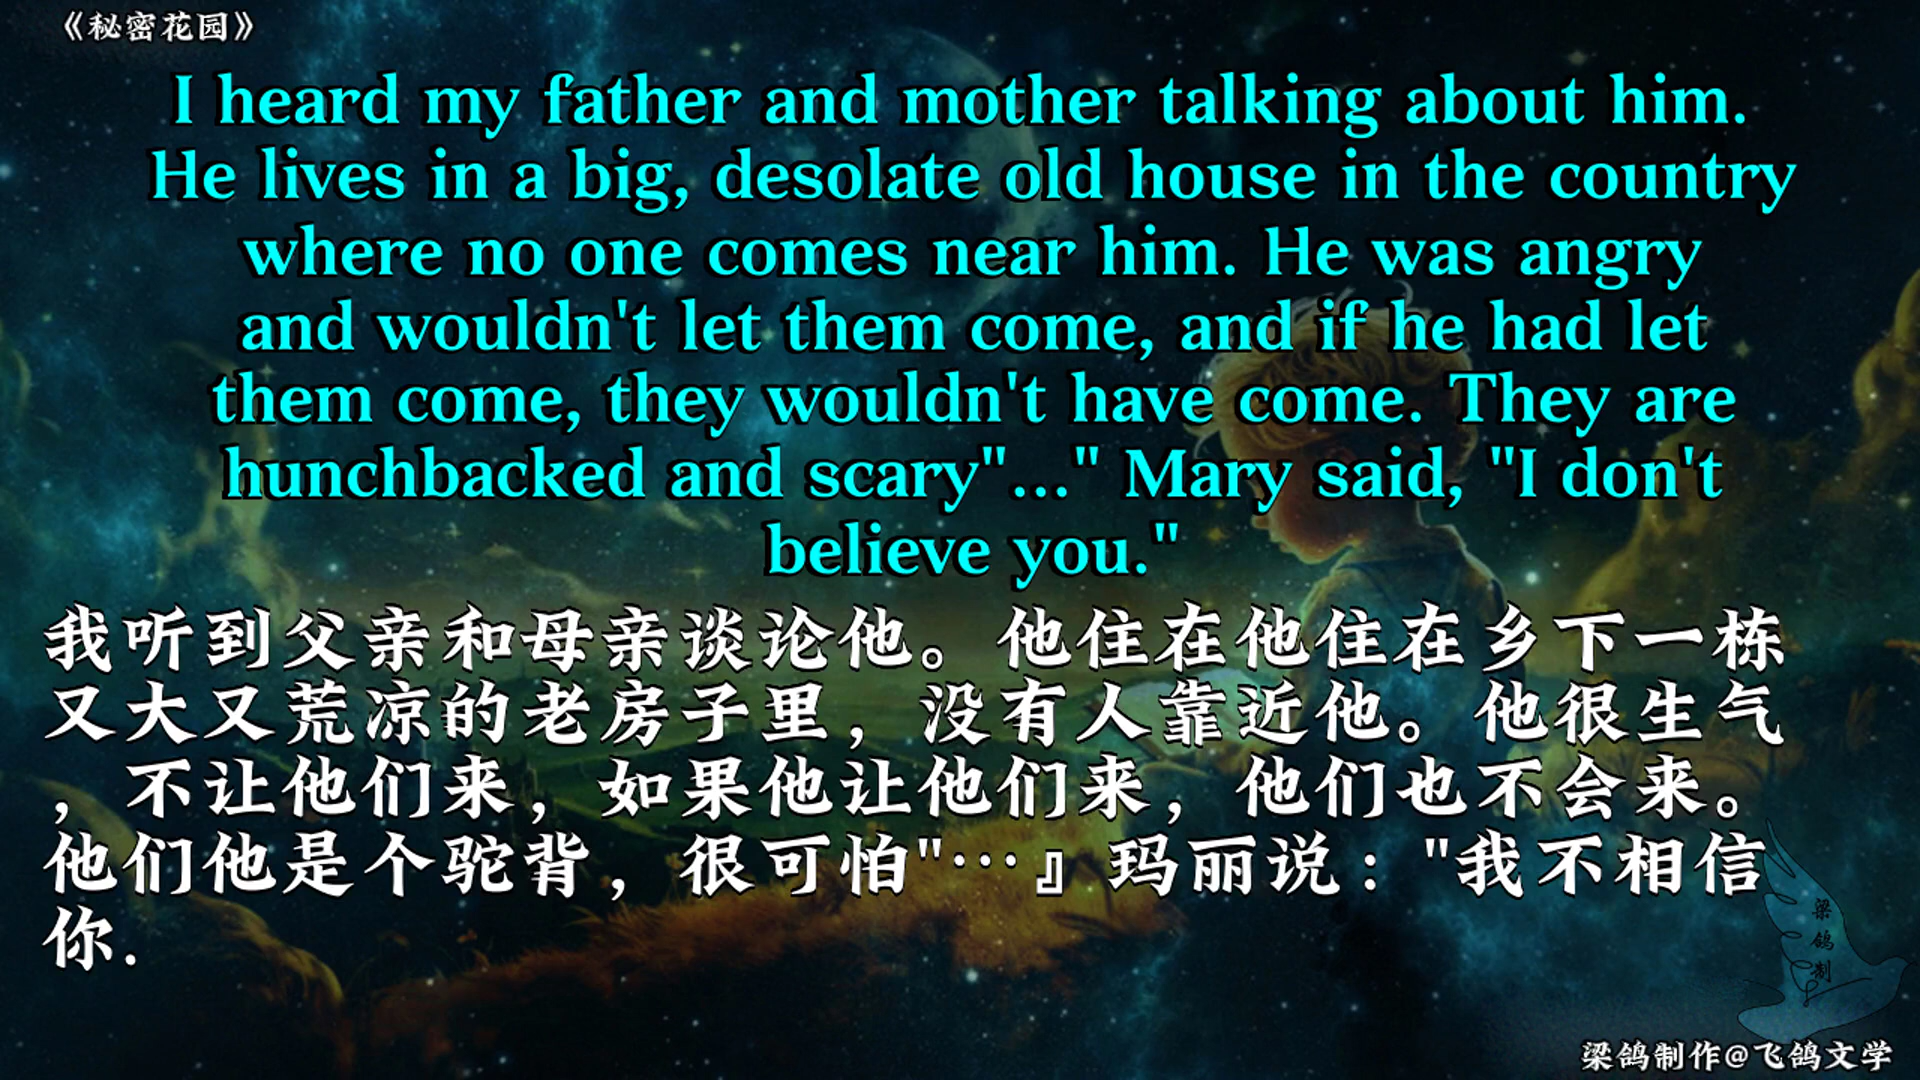 《秘密花园》
I heard my father and mother talking about him.
He lives in a big, desolate old house in the country
where no one comes near him. He was angry
and wouldn't let them come, and if he had let
them come, they wouldn't have come. They are
hunchbacked and scary"..." Mary said, "I don't
believe you."
我听到父亲和母亲谈论他。他住在他住在乡下一栋
又大又荒凉的老房子里，没有人靠近他。他很生气
，不让他们来，如果他让他们来，他们也不会来。
他们他是个驼背，很可怕"…』玛丽说："我不相信
你.
梁鸽制
梁鸽制作@飞鸽文学